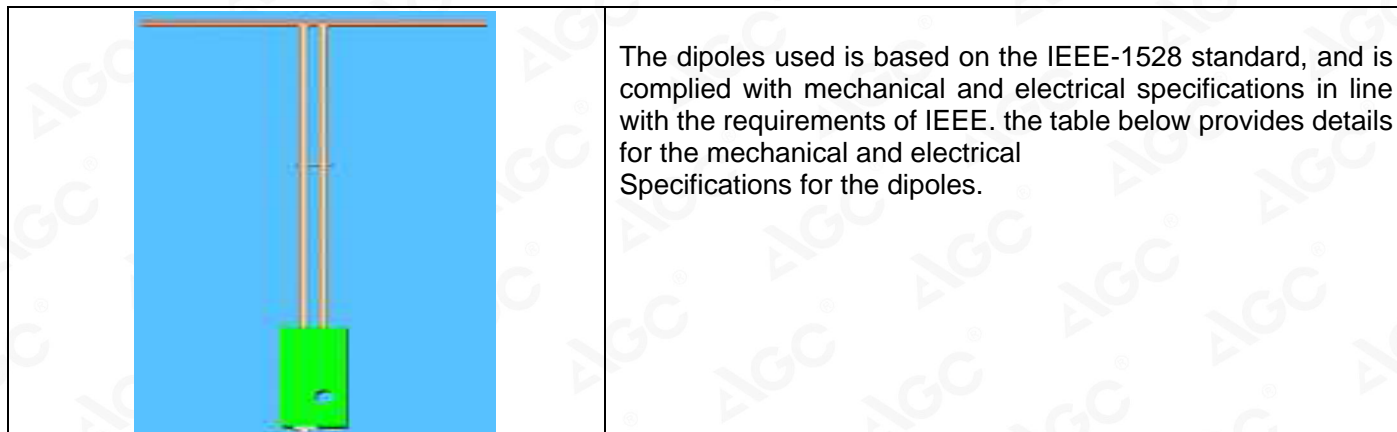 The dipoles used is based on the IEEE-1528 standard, and is
complied with mechanical and electrical specifications in line
with the requirements of IEEE. the table below provides details
for the mechanical and electrical
Specifications for the dipoles.